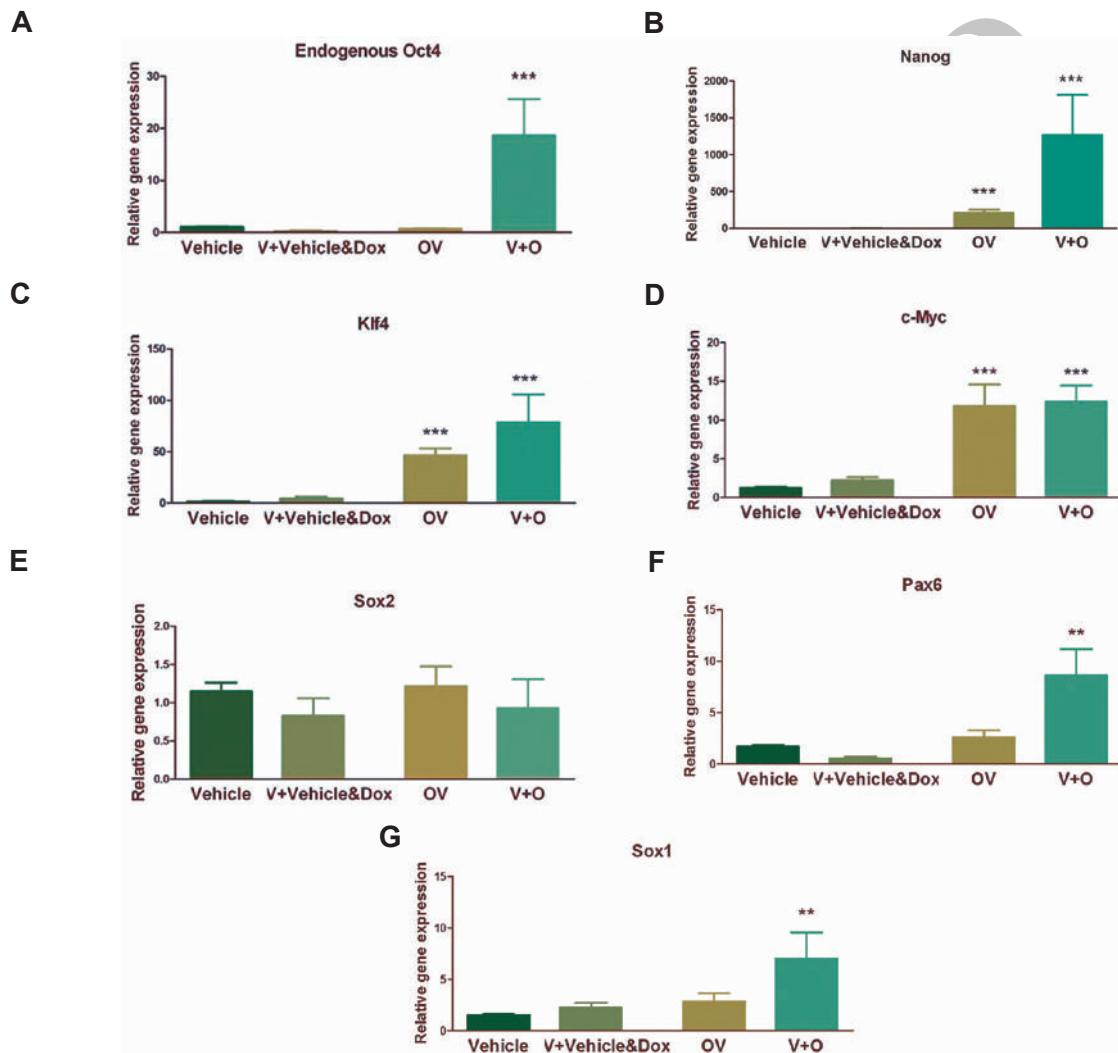 A
Endogenous Oct4
***
Relative gene expression
30
20
10
0
Vehicle V+Vehicle&Dox OV V+O
B
Nanog
***
***
Relative gene expression
2000
1500
1000
500
0
Vehicle V+Vehicle&Dox OV V+O
C
Klf4
***
***
Relative gene expression
150
100
50
0
Vehicle V+Vehicle&Dox OV V+O
D
c-Myc
*** ***
Relative gene expression
20
15
10
5
0
Vehicle V+Vehicle&Dox OV V+O
E
Sox2
Relative gene expression
2.0
1.5
1.0
0.5
0.0
Vehicle V+Vehicle&Dox OV V+O
F
Pax6
**
Relative gene expression
15
10
5
0
Vehicle V+Vehicle&Dox OV V+O
G
Sox1
**
Relative gene expression
15
10
5
0
Vehicle V+Vehicle&Dox OV V+O